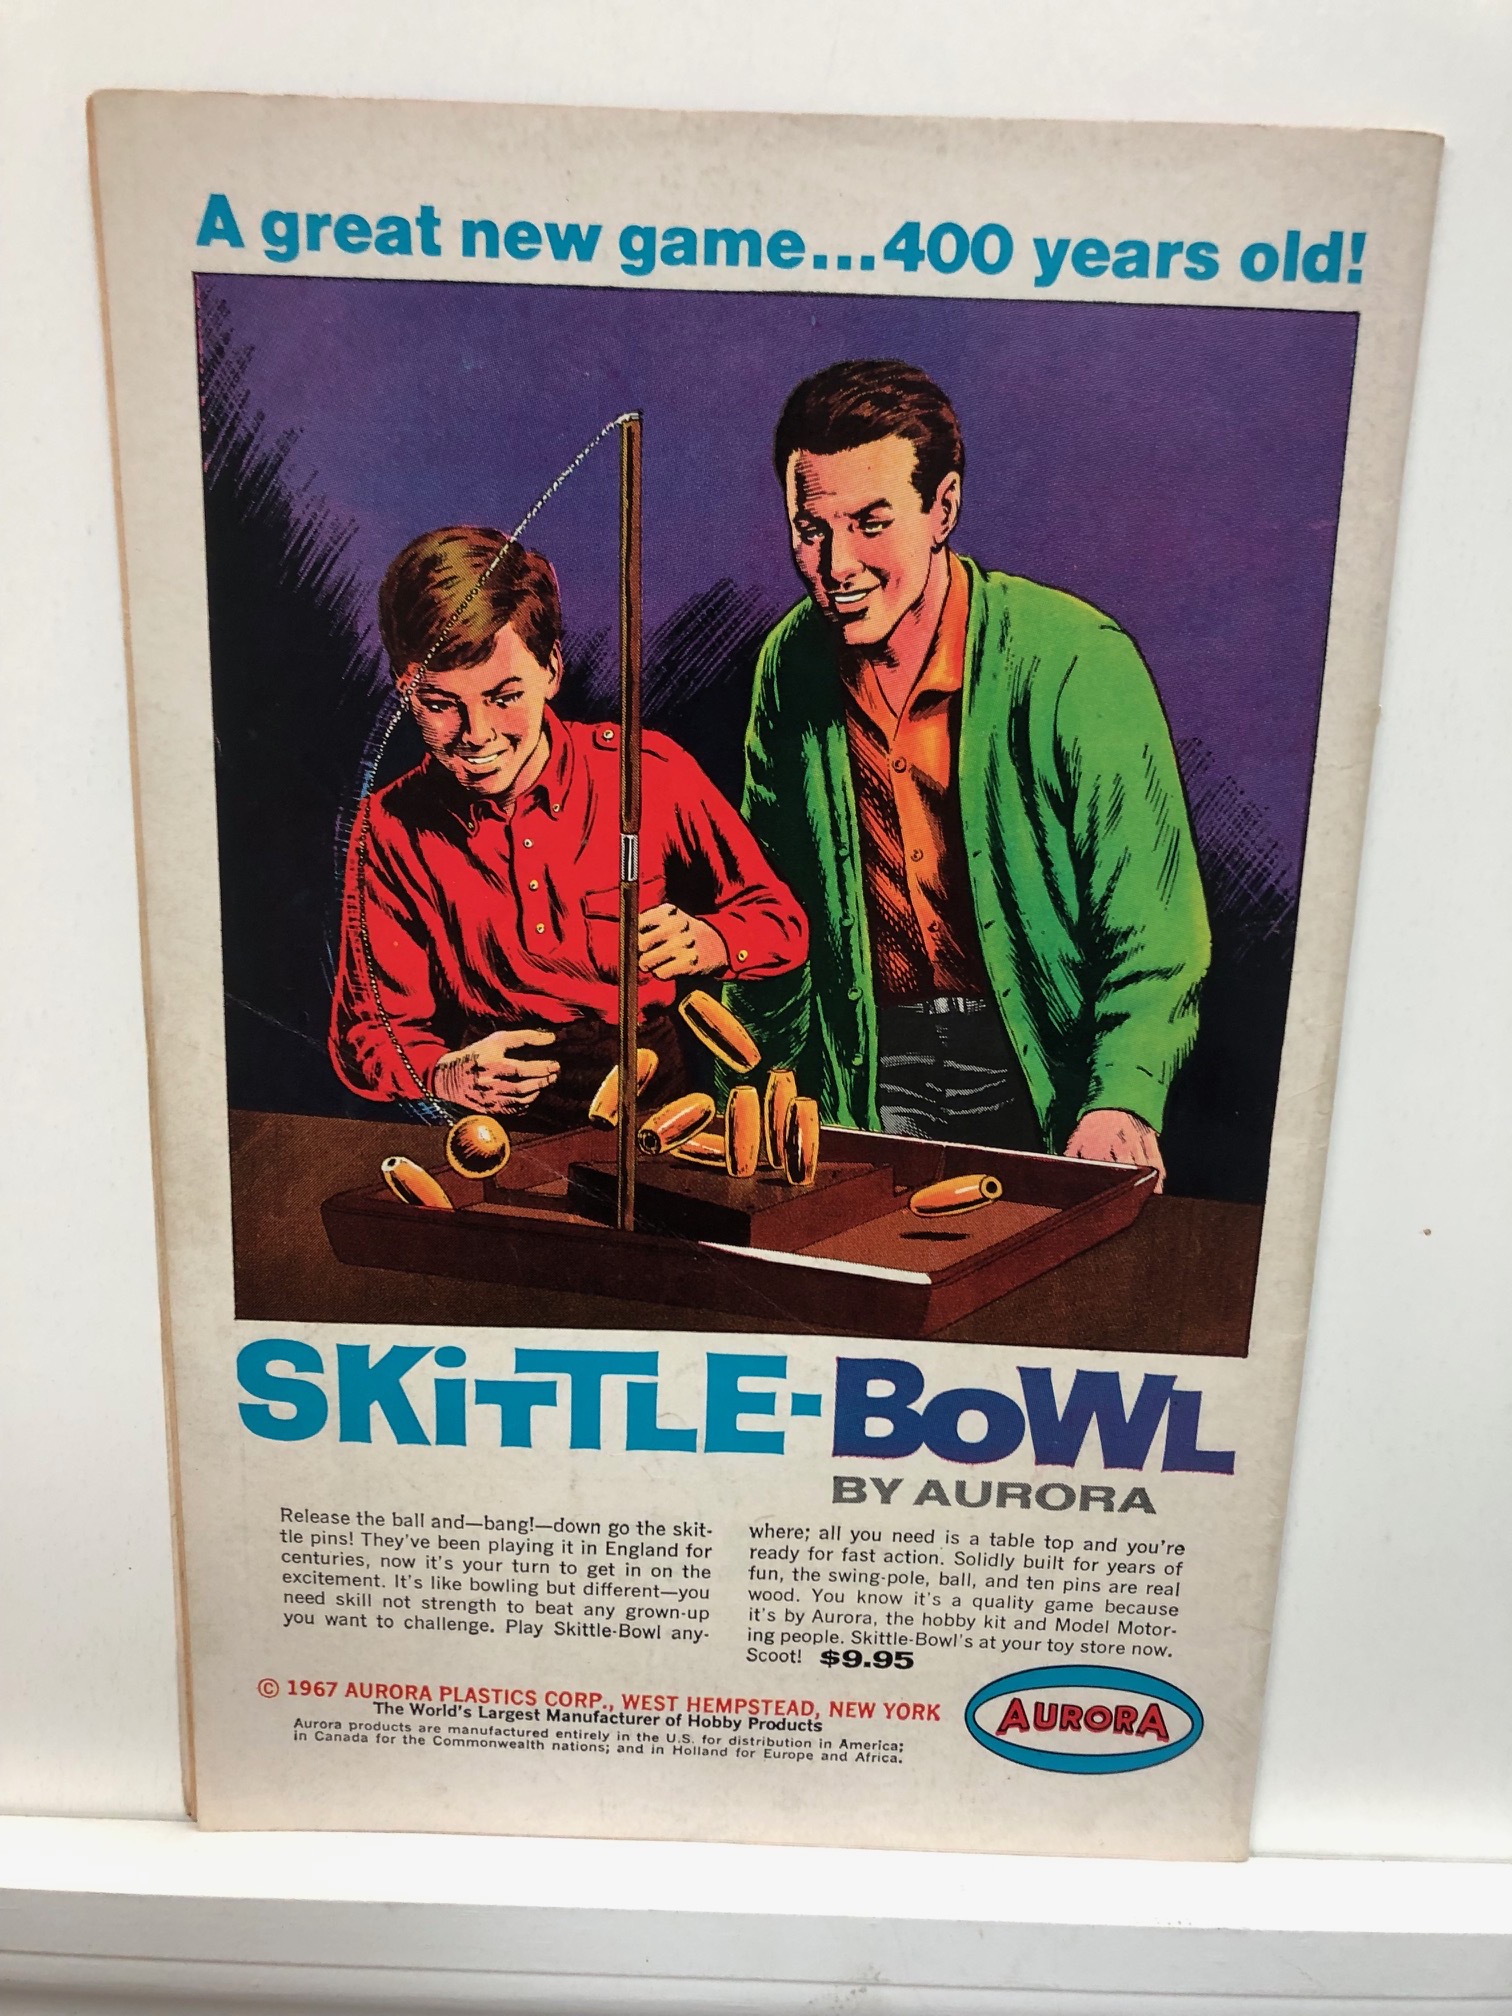 A great new game...400 years old!
SKiTTLE-BoWL
BY AURORA
Release the ball and—bang!—down go the skit-
tle pins! They've been playing it in England for
centuries, now it's your turn to get in on the
excitement. It's like bowling but different—you
need skill not strength to beat any grown-up
you want to challenge. Play Skittle-Bowl any-
where; all you need is a table top and you're
ready for fast action. Solidly built for years of
fun, the swing-pole, ball, and ten pins are real
wood. You know it's a quality game because
it's by Aurora, the hobby kit and Model Motor-
ing people. Skittle-Bowl's at your toy store now.
Scoot! $9.95
© 1967 AURORA PLASTICS CORP., WEST HEMPSTEAD, NEW YORK
The World's Largest Manufacturer of Hobby Products
Aurora products are manufactured entirely in the U.S. for distribution in America;
in Canada for the Commonwealth nations; and in Holland for Europe and Africa.
AURORA